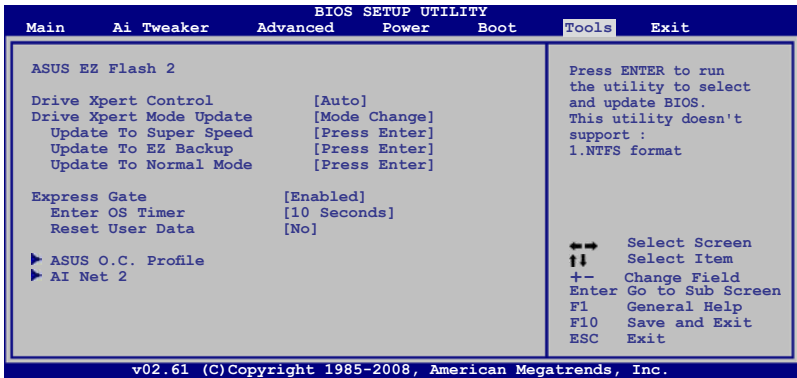 BIOS SETUP UTILITY
Main Ai Tweaker Advanced Power Boot Tools Exit
ASUS EZ Flash 2
Drive Xpert Control [Auto]
Drive Xpert Mode Update [Mode Change]
Update To Super Speed [Press Enter]
Update To EZ Backup [Press Enter]
Update To Normal Mode [Press Enter]
Express Gate [Enabled]
Enter OS Timer [10 Seconds]
Reset User Data [No]
ASUS O.C. Profile
AI Net 2
Press ENTER to run
the utility to select
and update BIOS.
This utility doesn't
support :
1.NTFS format
Select Screen
Select Item
+- Change Field
Enter Go to Sub Screen
F1 General Help
F10 Save and Exit
ESC Exit
v02.61 (C)Copyright 1985-2008, American Megatrends, Inc.